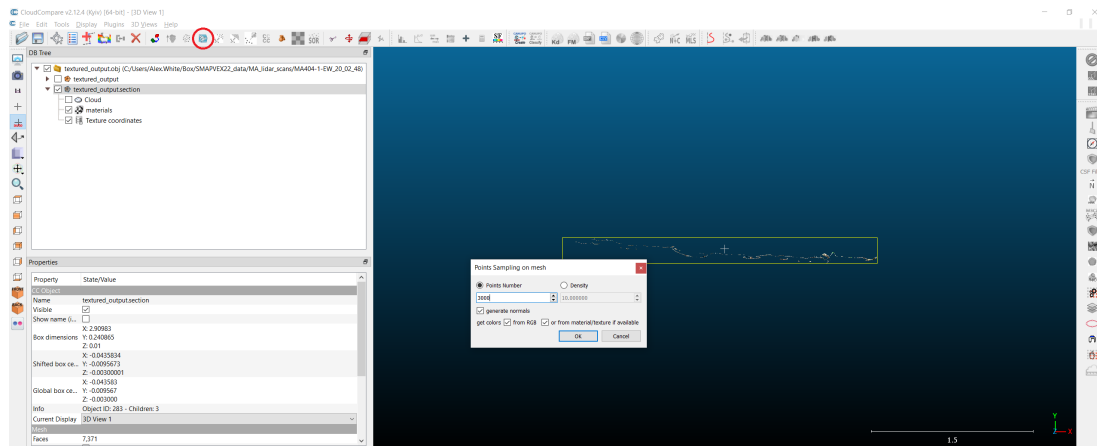 CloudCompare v2.12.4 (Kyiv) [64-bit] - [3D View 1]
File Edit Tools Display Plugins 3D Views Help
SOR
SF
Kd
FM
DB Tree
textured_output.obj (C:/Users/Alex.White/Box/SMAPVEX22_data/MA_lidar_scans/MA404-1-EW_20_02_48)
textured_output
textured_output.section
Cloud
materials
Texture coordinates
Properties
Property State/Value
CC Object
Name textured_output.section
Visible
Show name (i...
Box dimensions
X: 2.90983
Y: 0.240865
Z: 0.01
Shifted box ce...
X: -0.0435834
Y: -0.0095673
Z: -0.00300001
Global box ce...
X: -0.043583
Y: -0.009567
Z: -0.003000
Info Object ID: 283 - Children: 3
Current Display 3D View 1
Mesh
Faces 7,371
Points Sampling on mesh
Points Number Density
3000 10.000000
generate normals
get colors from RGB or from material/texture if available
OK Cancel
CSF Fil
N
Y
X
1.5